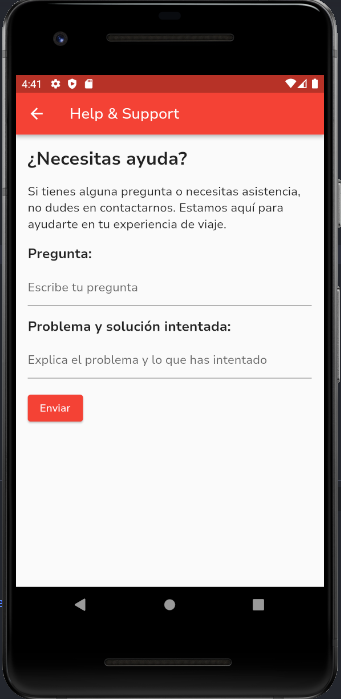 4:41
Help & Support
¿Necesitas ayuda?
Si tienes alguna pregunta o necesitas asistencia,
no dudes en contactarnos. Estamos aquí para
ayudarte en tu experiencia de viaje.
Pregunta:
Escribe tu pregunta
Problema y solución intentada:
Explica el problema y lo que has intentado
Enviar